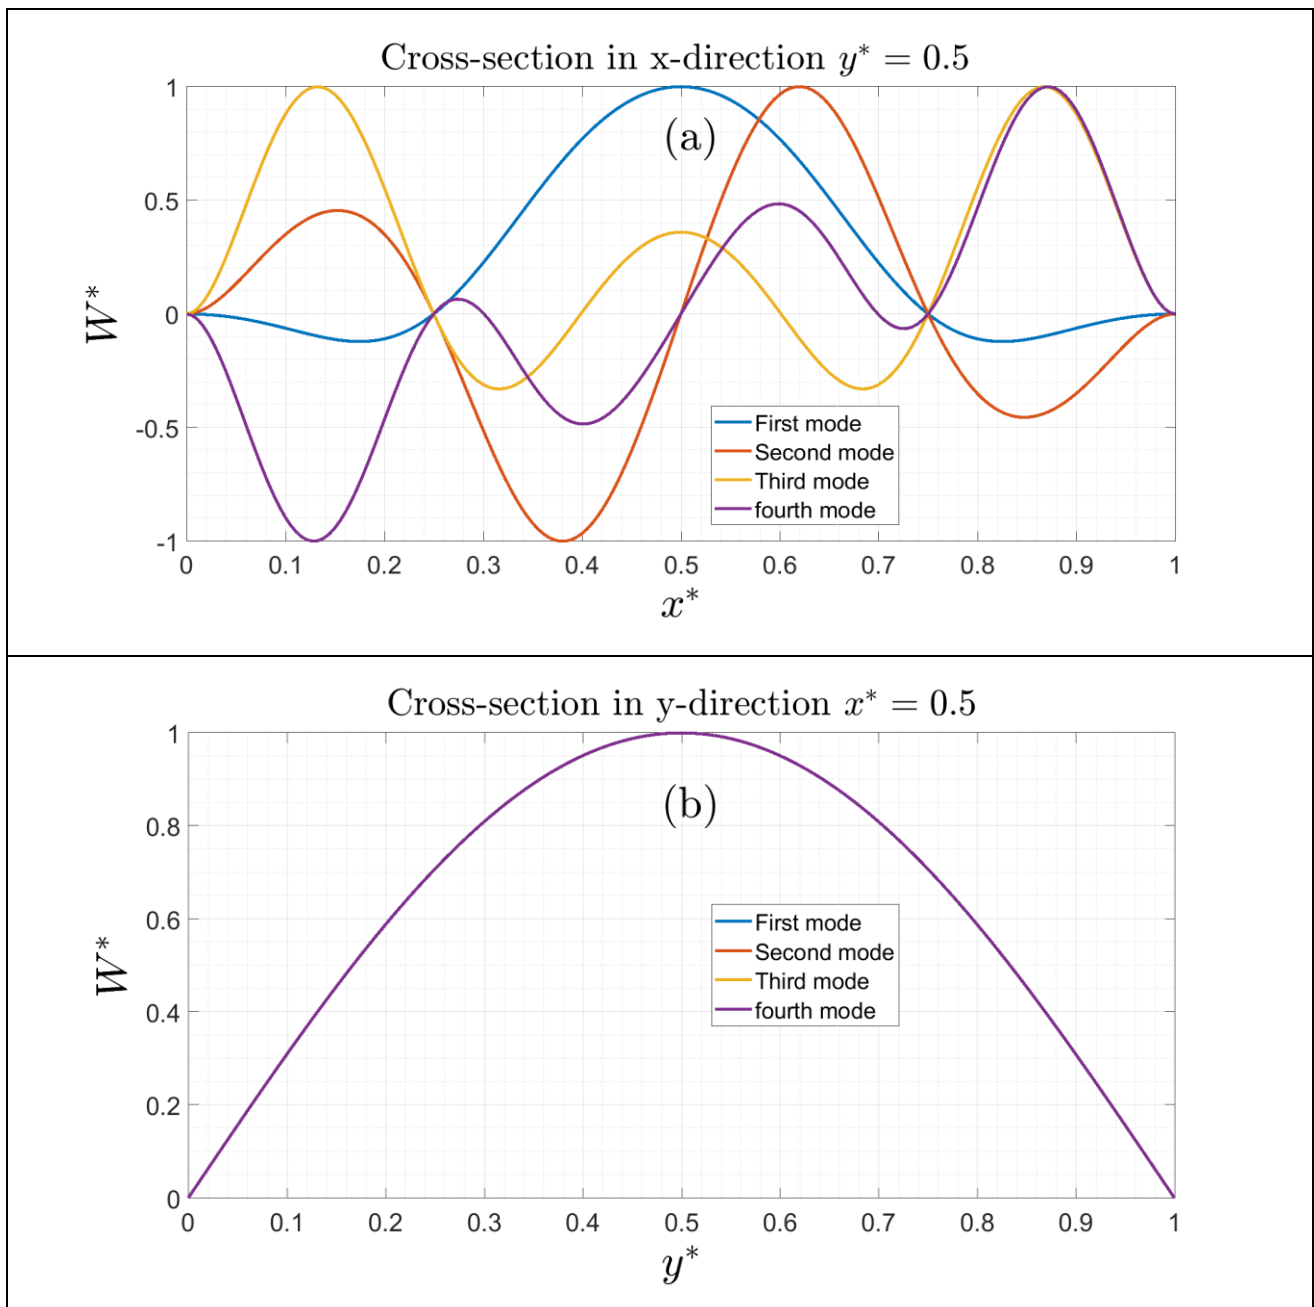 Cross-section in x-direction y* = 0.5
(a)
W*
1
0.5
0
-0.5
-1
First mode
Second mode
Third mode
fourth mode
0 0.1 0.2 0.3 0.4 0.5 0.6 0.7 0.8 0.9 1
x*
Cross-section in y-direction x* = 0.5
(b)
W*
1
0.8
0.6
0.4
0.2
0
First mode
Second mode
Third mode
fourth mode
0 0.1 0.2 0.3 0.4 0.5 0.6 0.7 0.8 0.9 1
y*